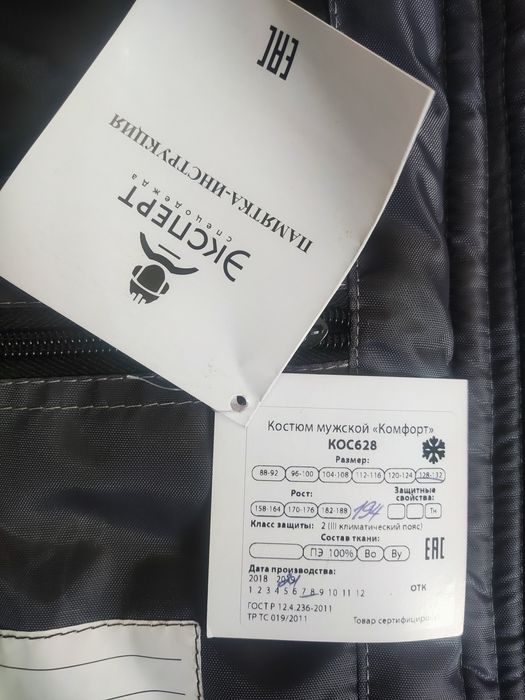 ЕАС
ПАМЯТКА-ИНСТРУКЦИЯ
ЭКСПЕРТ
спецодежда
Костюм мужской «Комфорт»
КОС628
Размер:
88-92 96-100 104-108 112-116 120-124 128-132
Рост: Защитные свойства:
158-164 170-176 182-188 194 Тн
Класс защиты: 2 (III климатический пояс)
Состав ткани:
ПЭ 100% Во Ву ЕАС
Дата производства:
2018
1 2 3 4 5 6 7 8 9 10 11 12 ОТК
ГОСТ Р 12.4.236-2011
ТР ТС 019/2011 Товар сертифициро